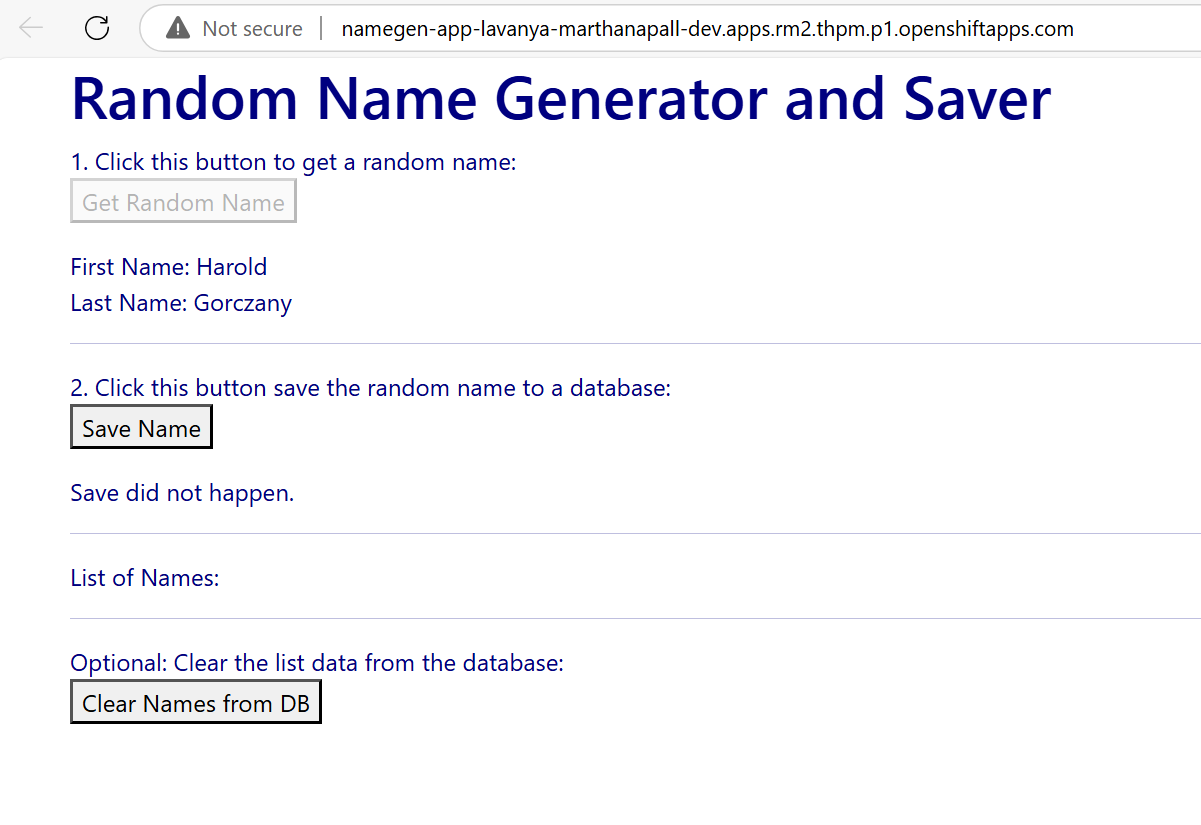 Not secure namegen-app-lavanya-marthanapall-dev.apps.rm2.thpm.p1.openshiftapps.com
Random Name Generator and Saver
1. Click this button to get a random name:
Get Random Name
First Name: Harold
Last Name: Gorczany
2. Click this button save the random name to a database:
Save Name
Save did not happen.
List of Names:
Optional: Clear the list data from the database:
Clear Names from DB